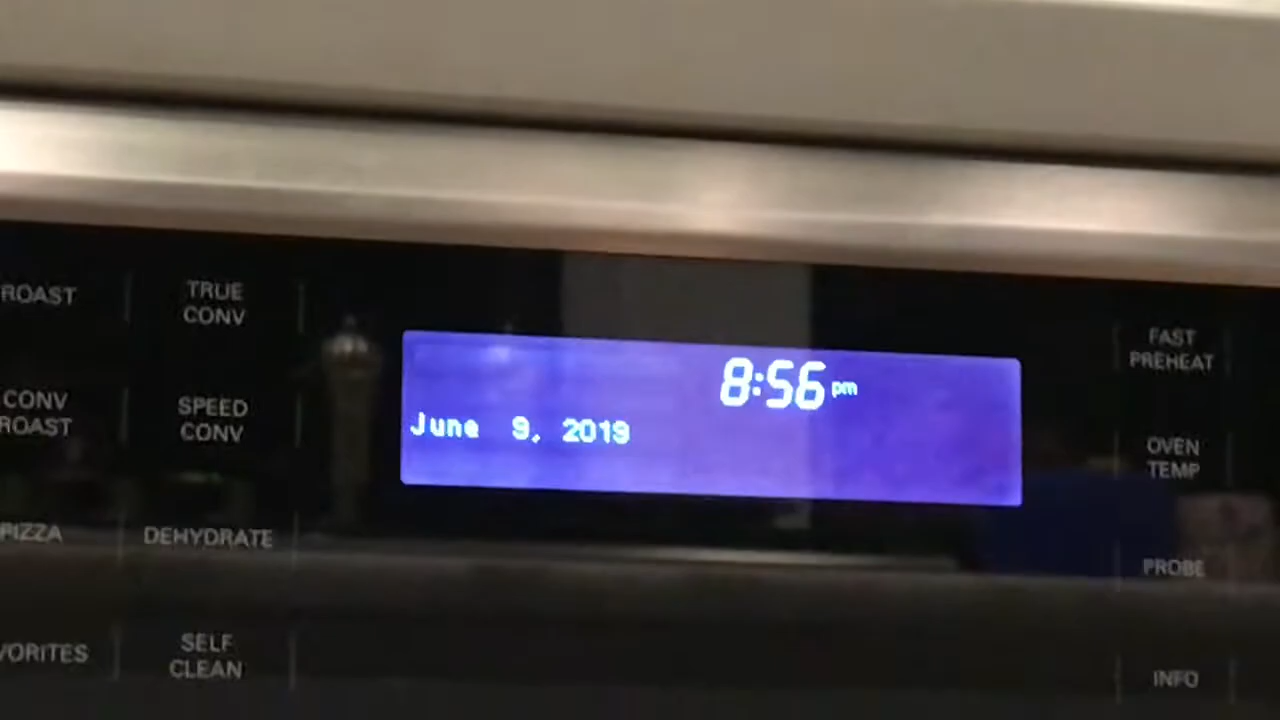 ROAST
TRUE
CONV
8:56 pm
FAST
PREHEAT
June 9, 2019
CONV
ROAST
SPEED
CONV
OVEN
TEMP
PIZZA
DEHYDRATE
PROBE
VORITES
SELF
CLEAN
INFO